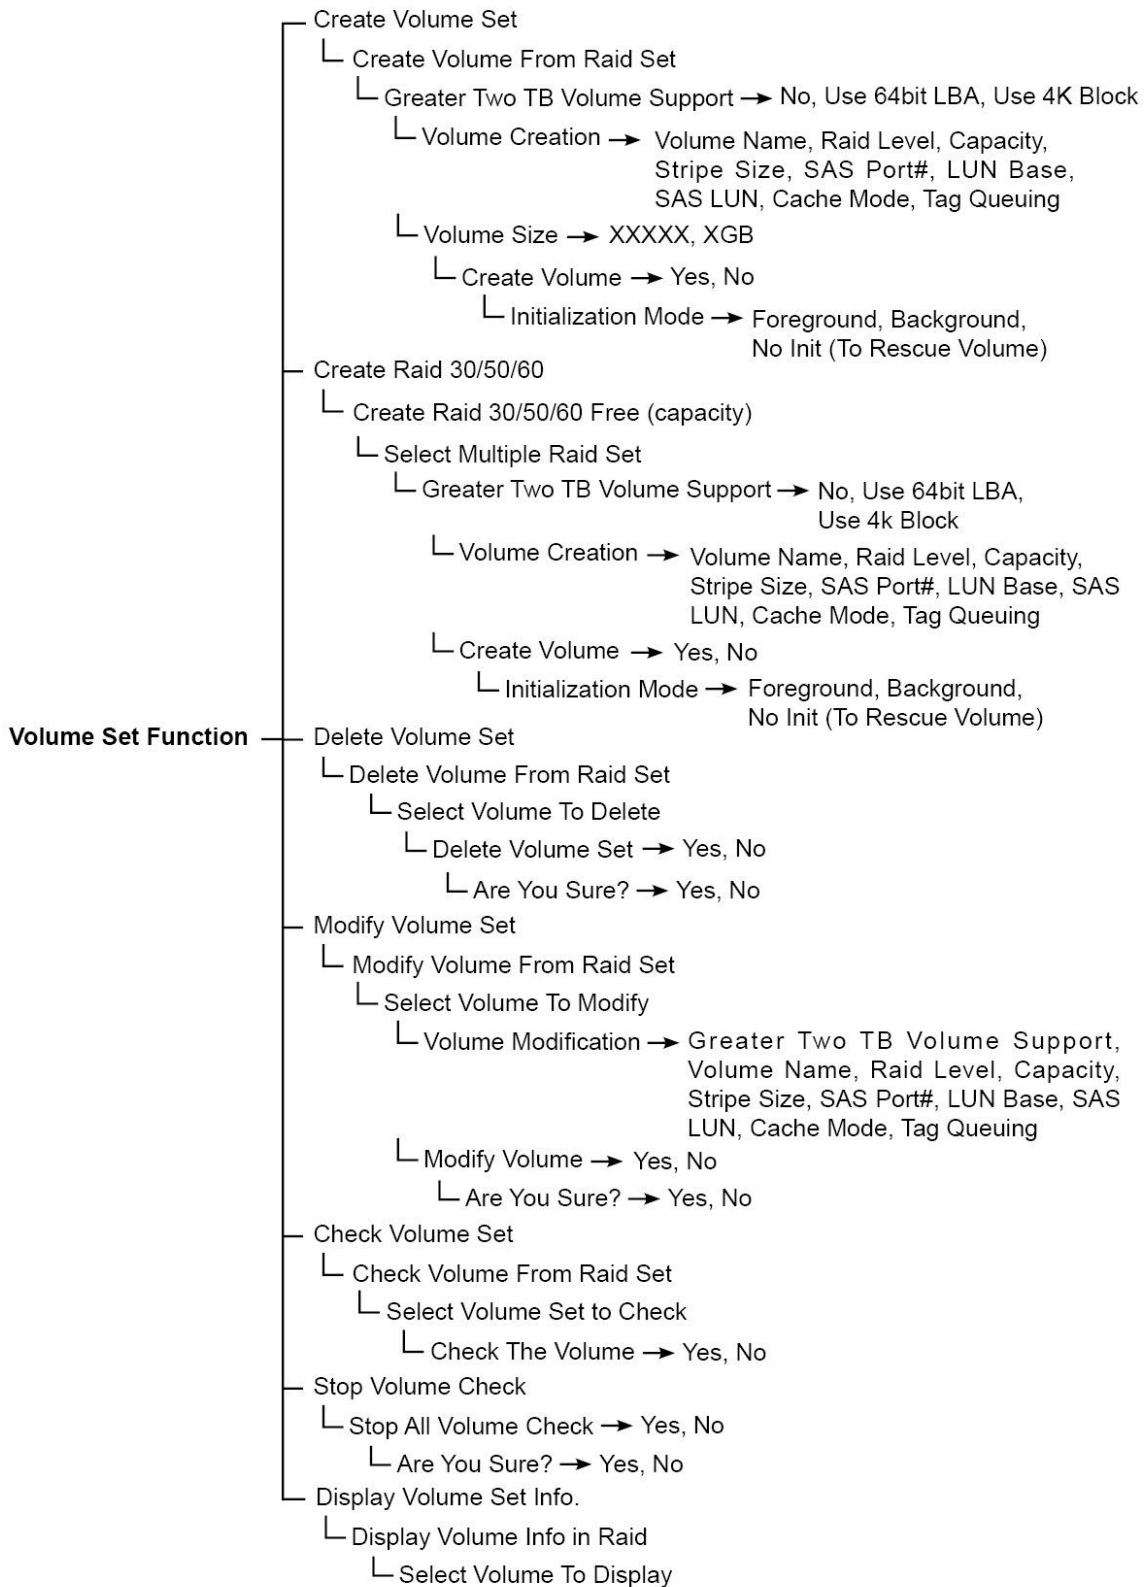 Create Volume Set
Create Volume From Raid Set
Greater Two TB Volume Support → No, Use 64bit LBA, Use 4K Block
Volume Creation → Volume Name, Raid Level, Capacity,
Stripe Size, SAS Port#, LUN Base,
SAS LUN, Cache Mode, Tag Queuing
Volume Size → XXXXX, XGB
Create Volume → Yes, No
Initialization Mode → Foreground, Background,
No Init (To Rescue Volume)
Create Raid 30/50/60
Create Raid 30/50/60 Free (capacity)
Select Multiple Raid Set
Greater Two TB Volume Support → No, Use 64bit LBA,
Use 4k Block
Volume Creation → Volume Name, Raid Level, Capacity,
Stripe Size, SAS Port#, LUN Base, SAS
LUN, Cache Mode, Tag Queuing
Create Volume → Yes, No
Initialization Mode → Foreground, Background,
No Init (To Rescue Volume)
Volume Set Function
Delete Volume Set
Delete Volume From Raid Set
Select Volume To Delete
Delete Volume Set → Yes, No
Are You Sure? → Yes, No
Modify Volume Set
Modify Volume From Raid Set
Select Volume To Modify
Volume Modification → Greater Two TB Volume Support,
Volume Name, Raid Level, Capacity,
Stripe Size, SAS Port#, LUN Base, SAS
LUN, Cache Mode, Tag Queuing
Modify Volume → Yes, No
Are You Sure? → Yes, No
Check Volume Set
Check Volume From Raid Set
Select Volume Set to Check
Check The Volume → Yes, No
Stop Volume Check
Stop All Volume Check → Yes, No
Are You Sure? → Yes, No
Display Volume Set Info.
Display Volume Info in Raid
Select Volume To Display